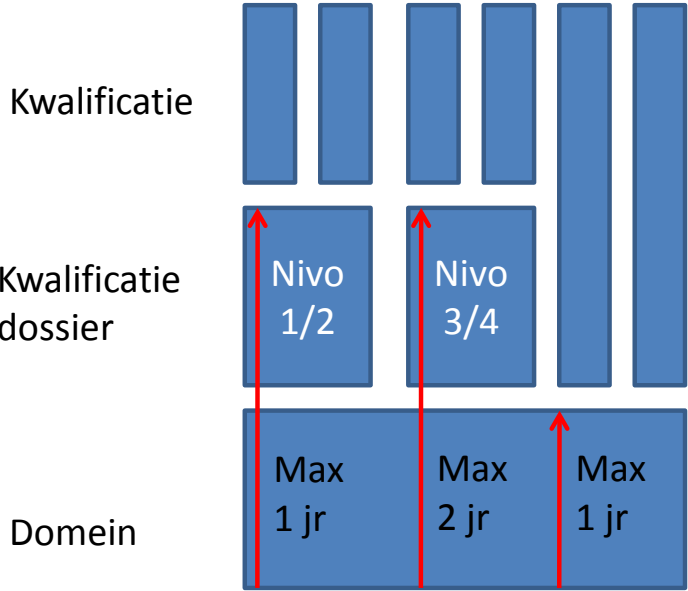 Kwalificatie
Kwalificatie
dossier
Nivo
1/2
Nivo
3/4
Domein
Max
1 jr
Max
2 jr
Max
1 jr